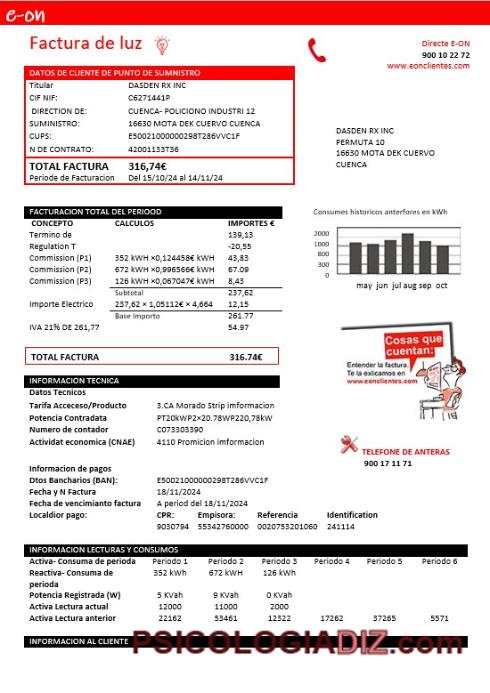 e-on
Factura de luz
Directe E-ON
900 10 22 72
www.eonclientes.com
DATOS DE CLIENTE DE PUNTO DE SUMNISTRO
Titular DASDEN RX INC
CIF NIF: C6271441P
DIRECTION DE: CUENCA- POLICIONO INDUSTRI 12
SUMINISTRO: 16630 MOTA DEK CUERVO CUENCA
CUPS: E50021000000298T286VVC1F
N DE CONTRATO: 42001133T36
TOTAL FACTURA 316,74€
Periode de Facturacion Del 15/10/24 al 14/11/24
DASDEN RX INC
PERMUTA 10
16630 MOTA DEK CUERVO
CUENCA
FACTURACION TOTAL DEL PERIOOD
CONCEPTO CALCULOS IMPORTES €
Termino de 139,13
Regulation T -20,55
Commission (P1) 352 kWH ×0,124458€ kWH 43,83
Commission (P2) 672 kWH ×0,996566€ kWH 67.09
Commission (P3) 126 kWH ×0,067047€ kWH 8,43
Subtotal 237,62
Importe Electrico 237,62 × 1,05112€ × 4,664 12,15
Base Importo 261.77
IVA 21% DE 261,77 54.97
TOTAL FACTURA 316.74€
Consumes historicos anterfores en kWh
2000
1000
800
300
0
may jun jul aug sep oct
Cosas que
cuentan:
Entender la factura.
Te la exlicamos en
www.eonclientes.com
TELEFONE DE ANTERAS
900 17 11 71
INFORMACION TECNICA
Datos Tecnicos
Tarifa Acceceso/Producto 3.CA Morado Strip imformacion
Potencia Contradata PT20kWP2×20.78WP220,78kW
Numero de contador C073303390
Actividat economica (CNAE) 4110 Promicion imformacion
Informacion de pagos
Dtos Bancharios (BAN): E50021000000298T286VVC1F
Fecha y N Factura 18/11/2024
Fecha de vencimianto factura A period del 18/11/2024
Localdior pago: CPR: Empisora: Referencia Identification
9030794 55342760000 0020753201060 241114
INFORMACION LECTURAS Y CONSUMOS
Activa- Consuma de perioda Periodo 1 Periodo 2 Periodo 3 Periodo 4 Periodo 5 Periodo 6
Reactiva- Consuma de 352 kWh 672 kWH 126 kWH
perioda
Potencia Registrada (W) 5 KVah 9 KVah 0 KVah
Activa Lectura actual 12000 11000 2000
Activa Lectura anterior 22162 53461 12322 17262 37265 5571
INFORMACION AL CLIENTE
PSICOLOGIADIZ.com